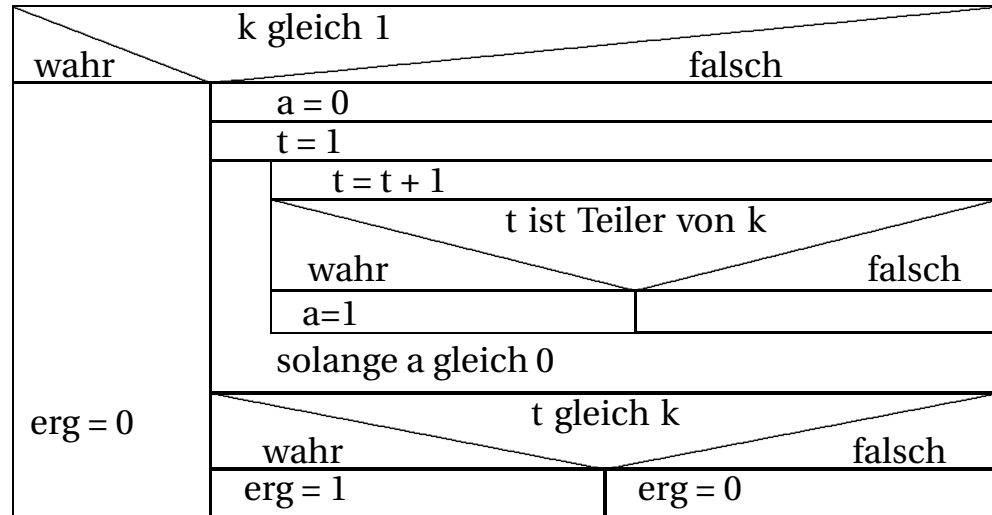 k gleich 1
wahr falsch
a = 0
t = 1
t = t + 1
t ist Teiler von k
wahr falsch
a=1
solange a gleich 0
t gleich k
erg = 0
wahr falsch
erg = 1 erg = 0